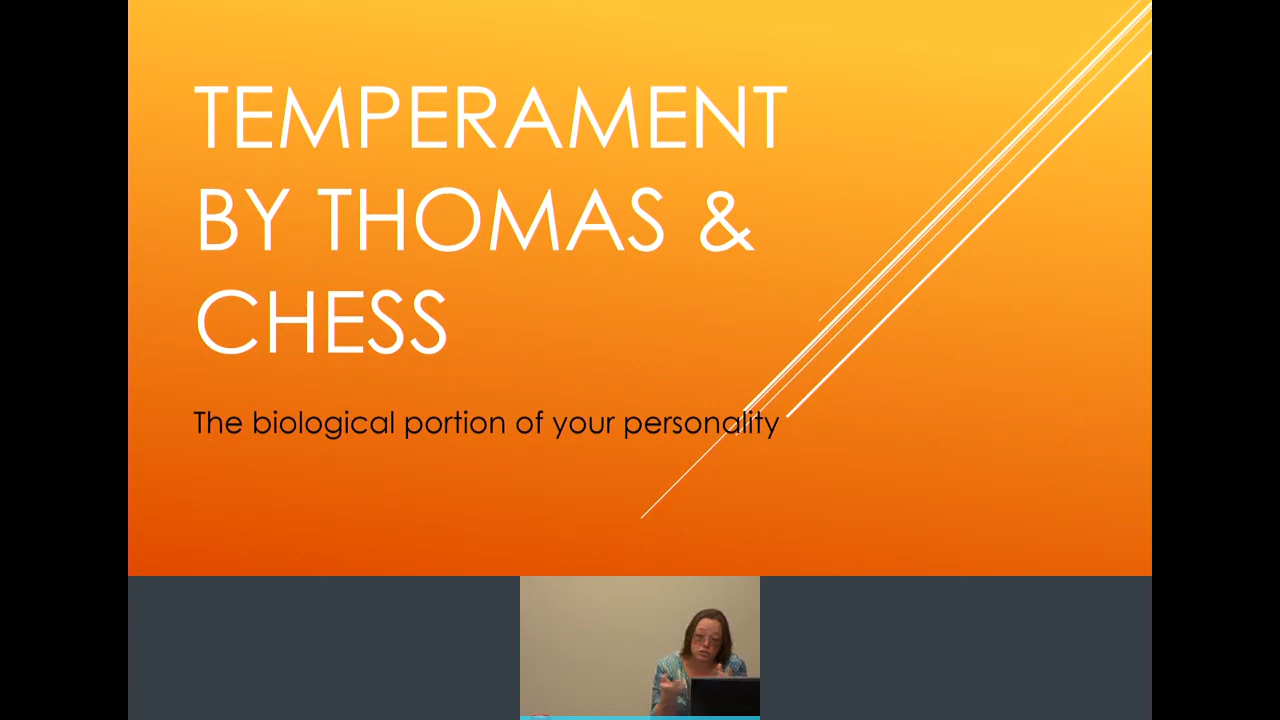 TEMPERAMENT
BY THOMAS &
CHESS
The biological portion of your personality